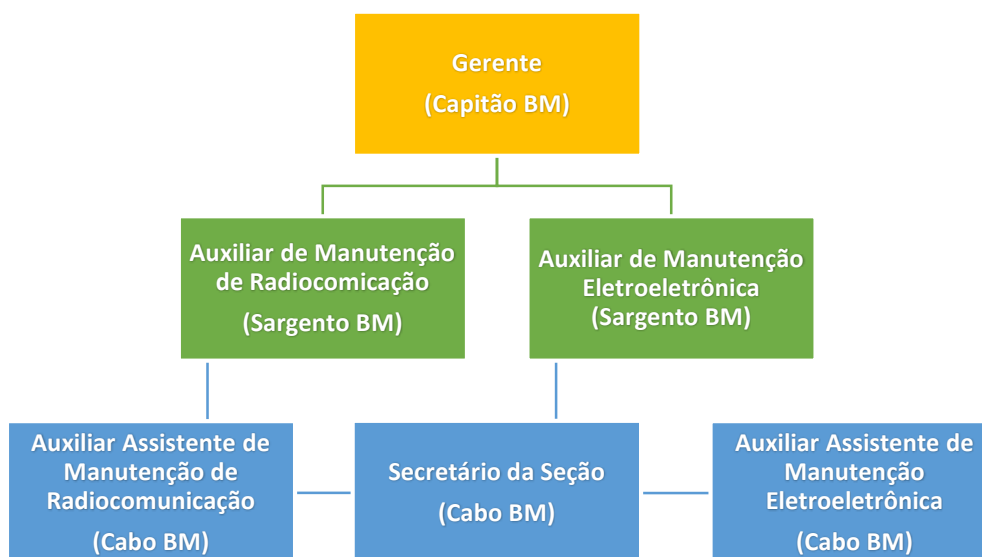 Gerente
(Capitão BM)
Auxiliar de Manutenção
de Radiocomicação
(Sargento BM)
Auxiliar de Manutenção
Eletroeletrônica
(Sargento BM)
Auxiliar Assistente de
Manutenção de
Radiocomunicação
(Cabo BM)
Secretário da Seção
(Cabo BM)
Auxiliar Assistente de
Manutenção
Eletroeletrônica
(Cabo BM)